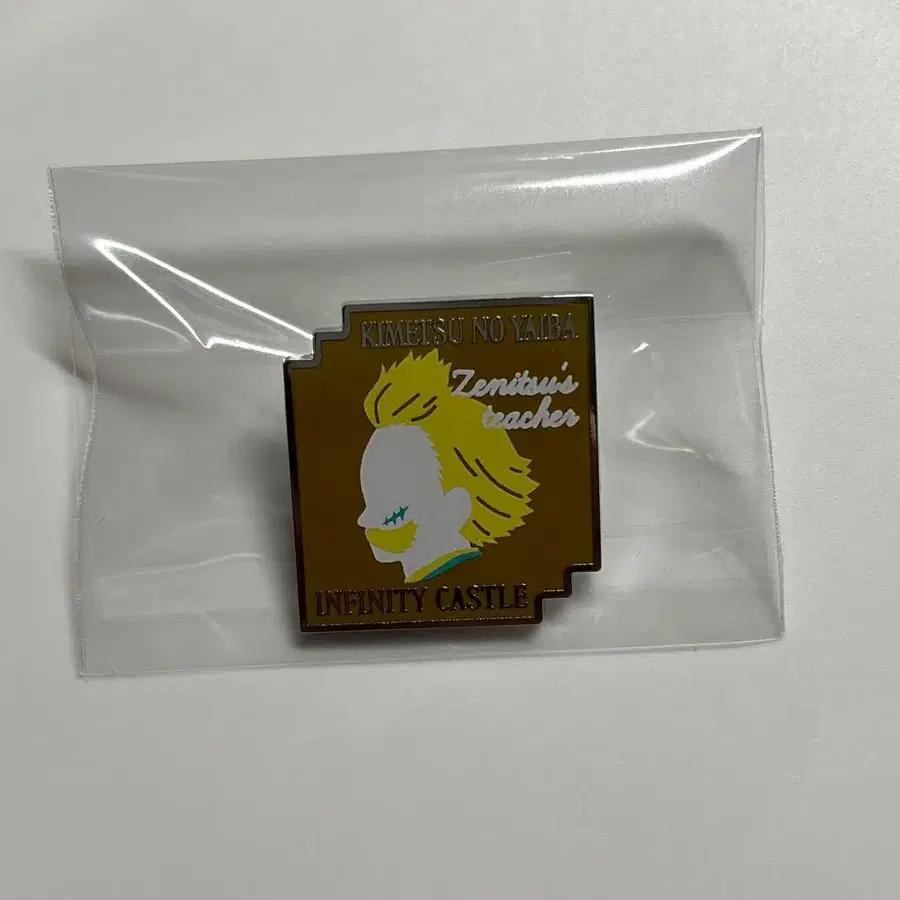 KIMETSU NO YAIBA
Zenitsu's
teacher
INFINITY CASTLE